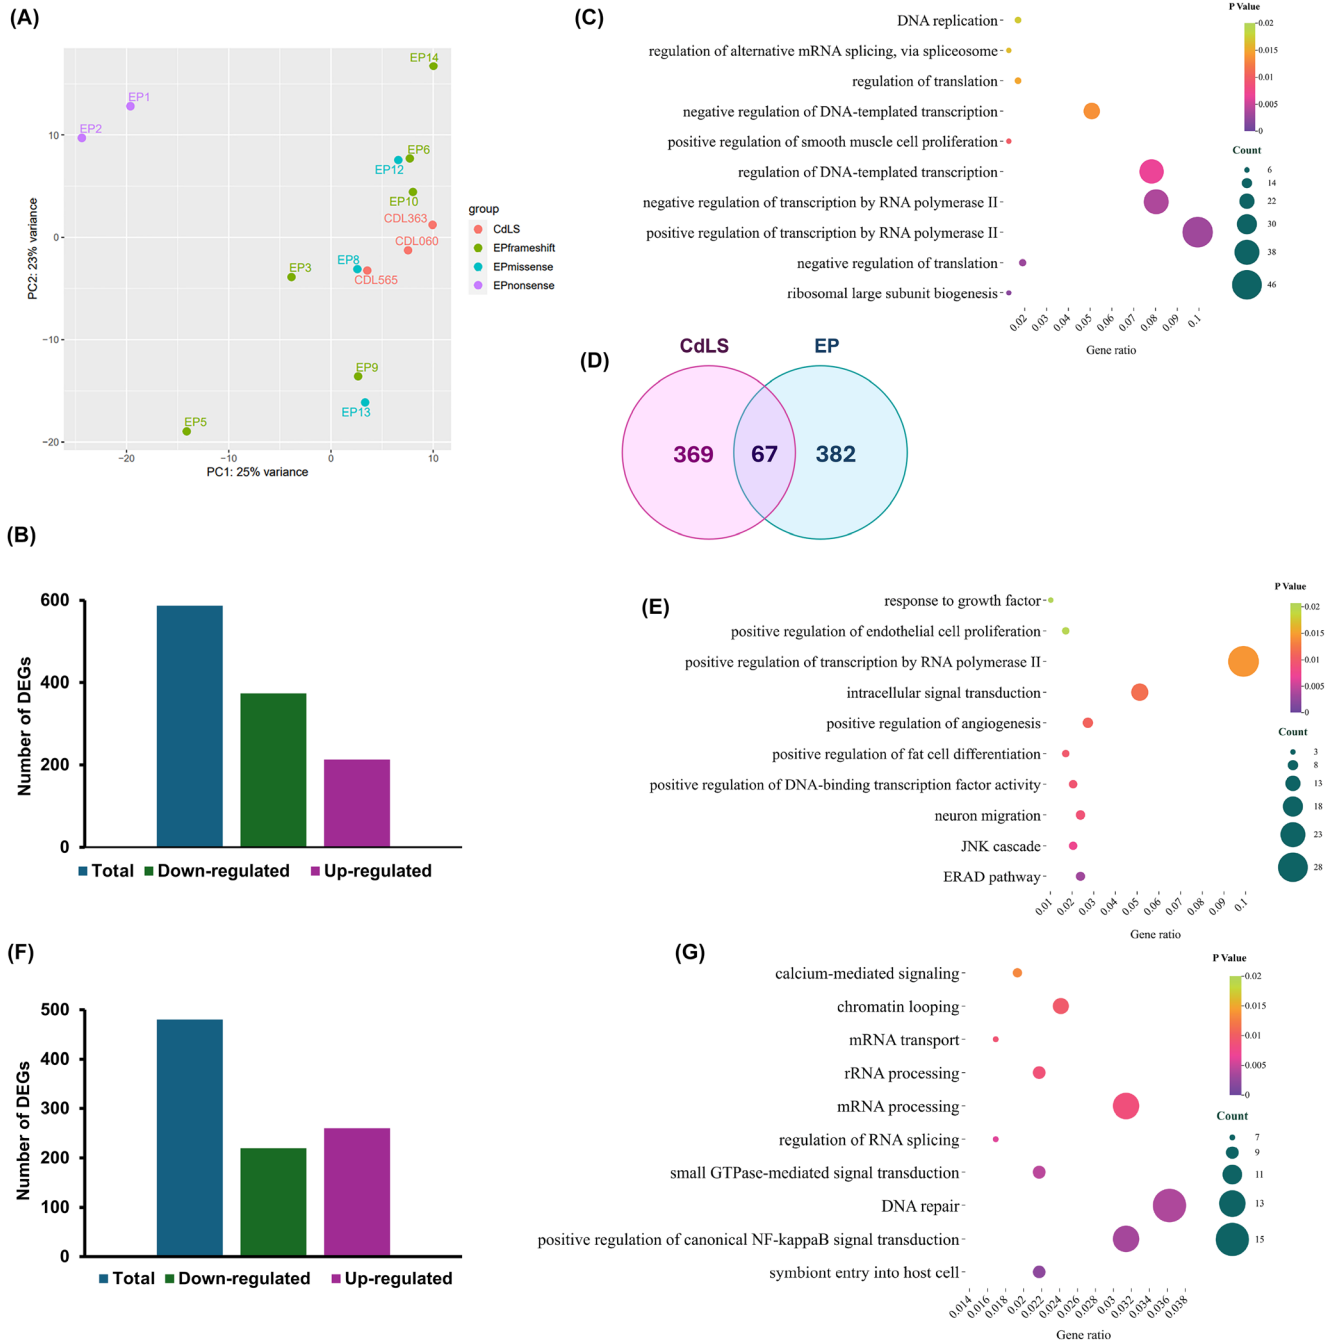 (A)
EP14
EP1
EP2
EP6
EP12
EP10
CDL363
CDL060
EP8
CDL565
EP3
EP9
EP13
EP5
10
0
−10
−20
−20
−10
0
10
PC1: 25% variance
PC2: 23% variance
group
CdLS
EPframeshift
EPmissense
EPnonsense
(C)
DNA replication
regulation of alternative mRNA splicing, via spliceosome
regulation of translation
negative regulation of DNA-templated transcription
positive regulation of smooth muscle cell proliferation
regulation of DNA-templated transcription
negative regulation of transcription by RNA polymerase II
positive regulation of transcription by RNA polymerase II
negative regulation of translation
ribosomal large subunit biogenesis
0.02 0.03 0.04 0.05 0.06 0.07 0.08 0.09 0.1
Gene ratio
P Value
0.02
0.015
0.01
0.005
0
Count
6
14
22
30
38
46
(D)
CdLS EP
369 67 382
(B)
Number of DEGs
600
400
200
0
Total Down-regulated Up-regulated
(E)
response to growth factor
positive regulation of endothelial cell proliferation
positive regulation of transcription by RNA polymerase II
intracellular signal transduction
positive regulation of angiogenesis
positive regulation of fat cell differentiation
positive regulation of DNA-binding transcription factor activity
neuron migration
JNK cascade
ERAD pathway
0.01 0.02 0.03 0.04 0.05 0.06 0.07 0.08 0.09 0.1
Gene ratio
P Value
0.02
0.015
0.01
0.005
0
Count
3
8
13
18
23
28
(F)
Number of DEGs
500
400
300
200
100
0
Total Down-regulated Up-regulated
(G)
calcium-mediated signaling
chromatin looping
mRNA transport
rRNA processing
mRNA processing
regulation of RNA splicing
small GTPase-mediated signal transduction
DNA repair
positive regulation of canonical NF-kappaB signal transduction
symbiont entry into host cell
0.014 0.016 0.018 0.02 0.022 0.024 0.026 0.028 0.03 0.032 0.034 0.036 0.038
Gene ratio
P Value
0.02
0.015
0.01
0.005
0
Count
7
9
11
13
15